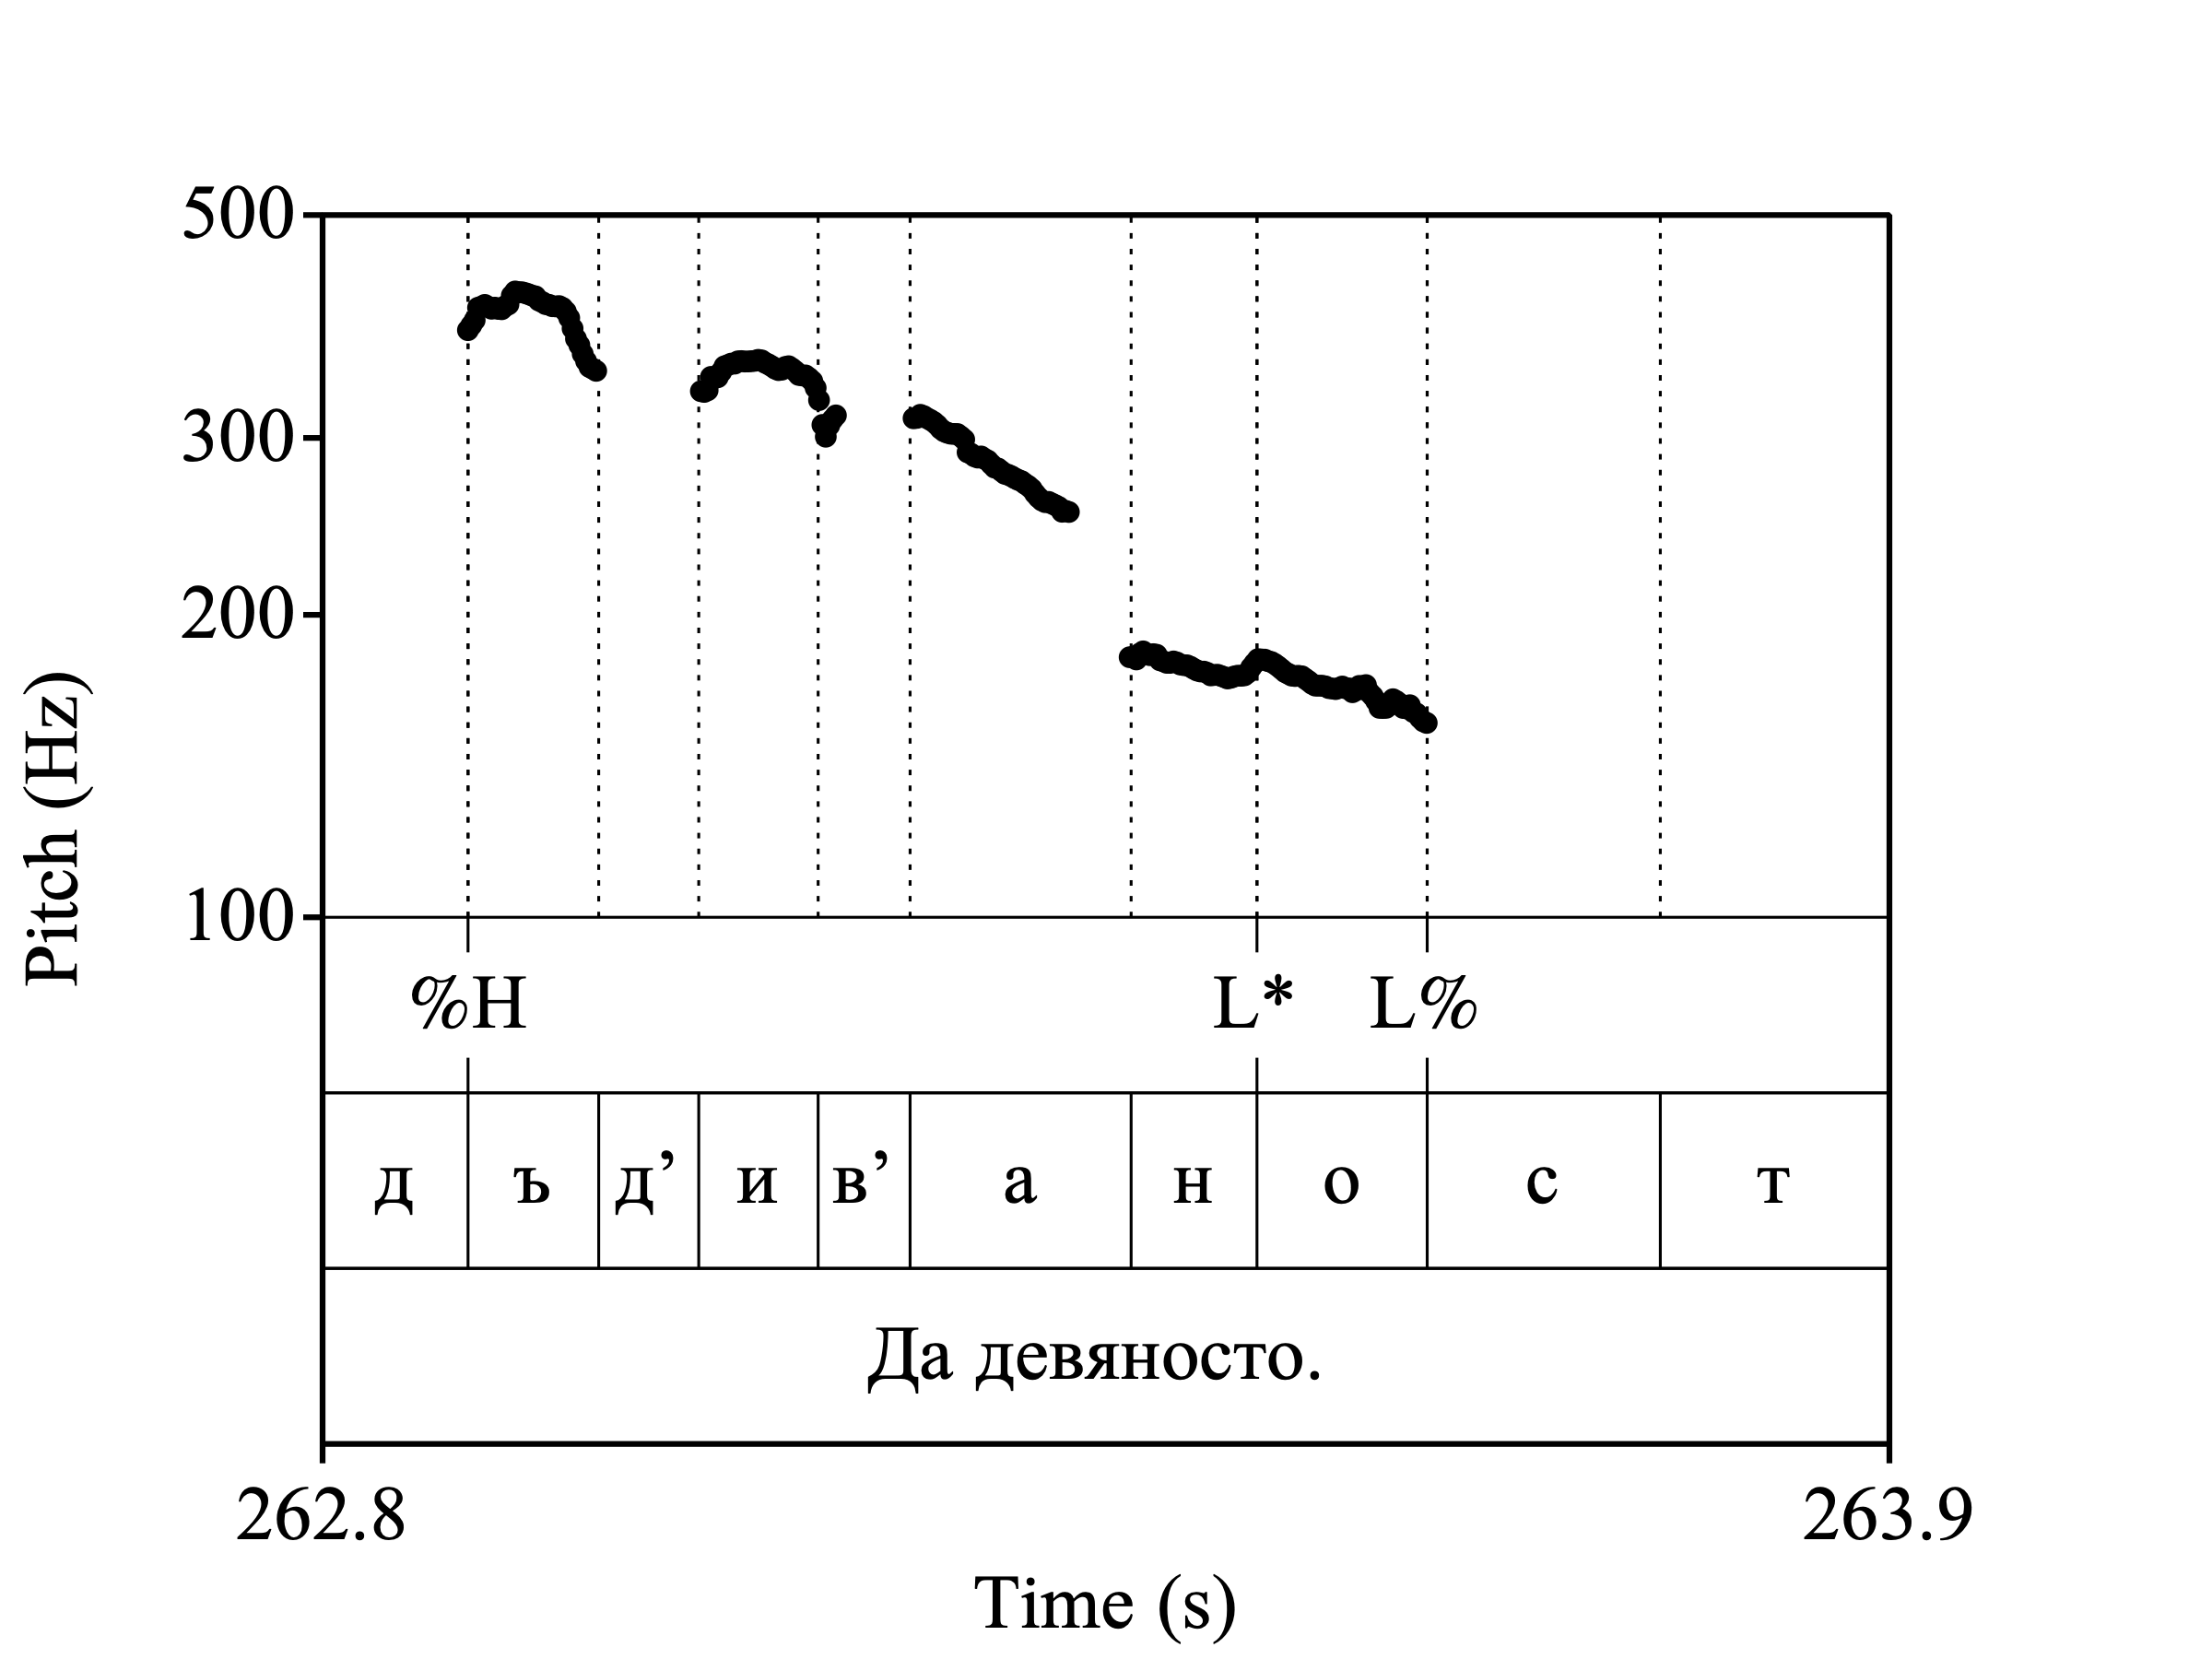 500
300
200
100
Pitch (Hz)
%H L* L%
д ъ д’ и в’ а н о с т
Да девяносто.
262.8 263.9
Time (s)